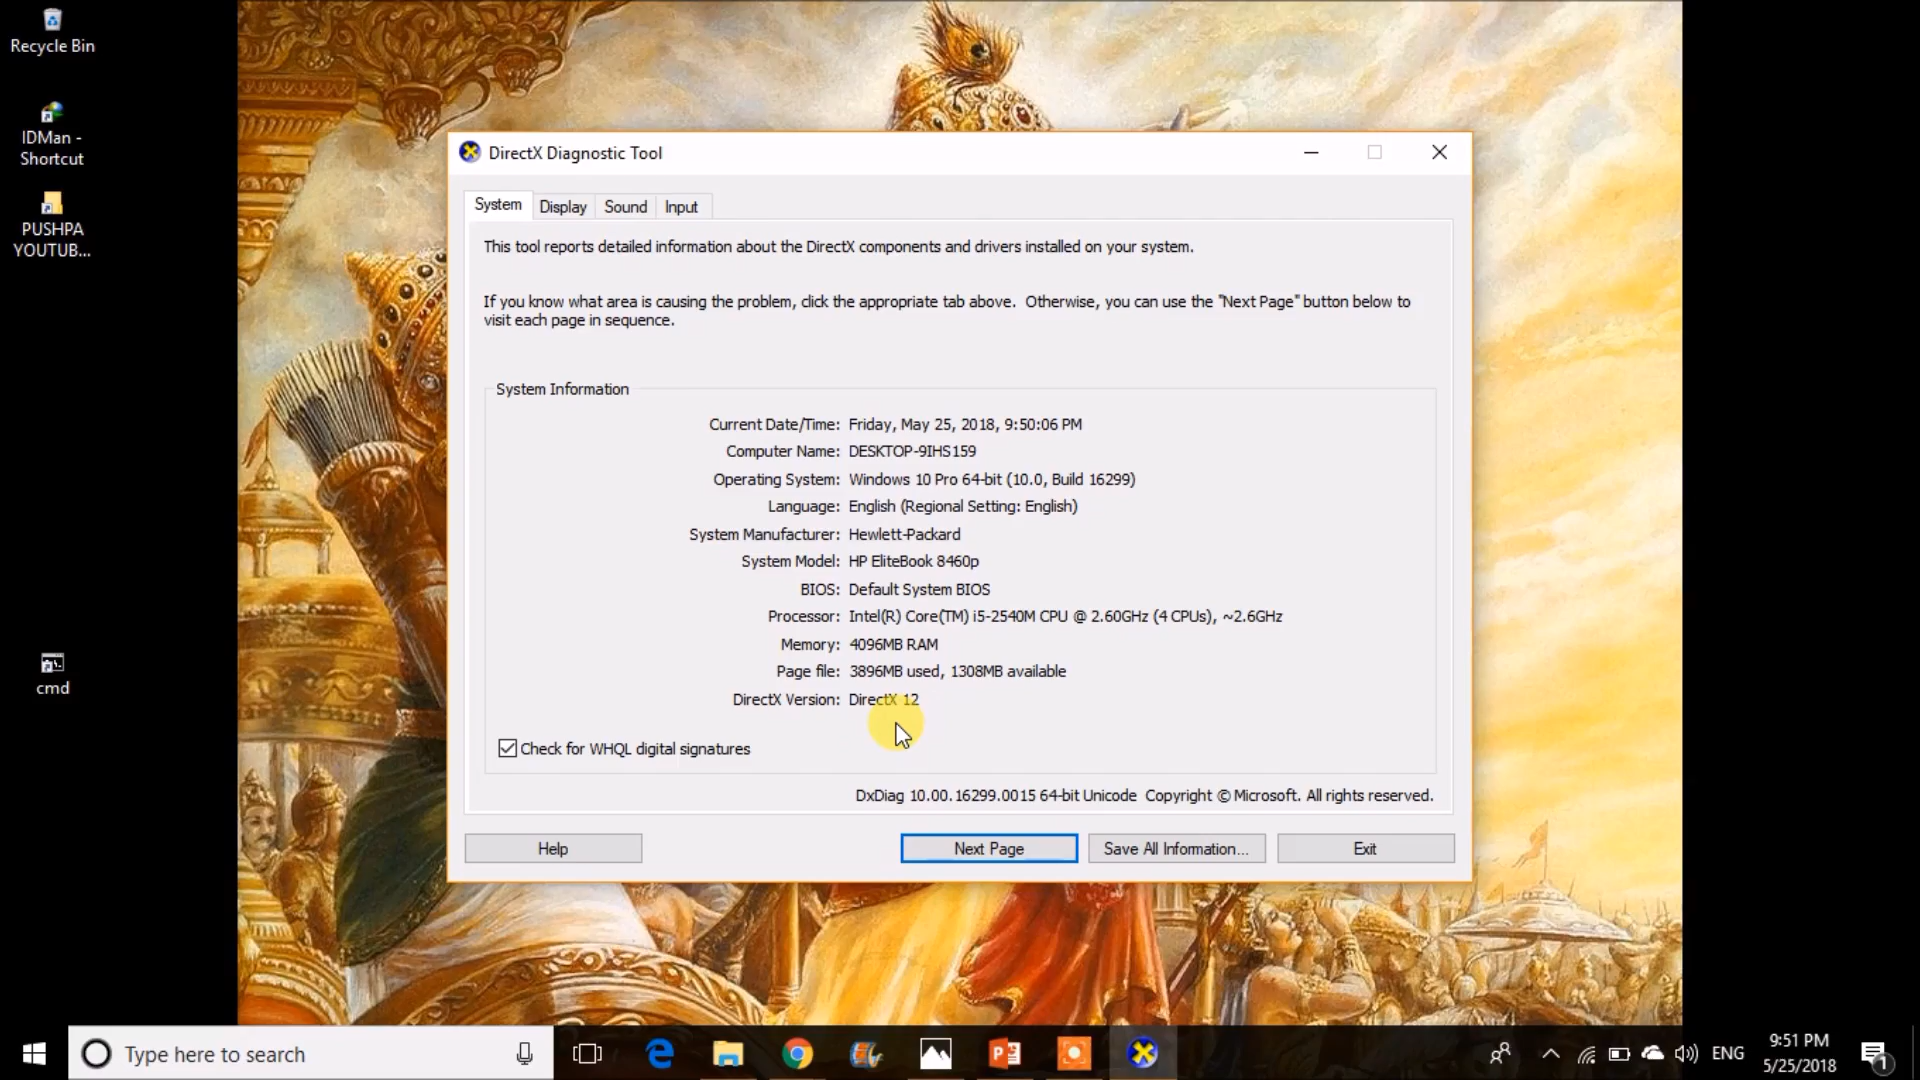 Recycle Bin
IDMan -
Shortcut
PUSHPA
YOUTUB...
cmd
DirectX Diagnostic Tool
System
Display
Sound
Input
This tool reports detailed information about the DirectX components and drivers installed on your system.
If you know what area is causing the problem, click the appropriate tab above.  Otherwise, you can use the "Next Page" button below to
visit each page in sequence.
System Information
Current Date/Time: Friday, May 25, 2018, 9:50:06 PM
Computer Name: DESKTOP-9IHS159
Operating System: Windows 10 Pro 64-bit (10.0, Build 16299)
Language: English (Regional Setting: English)
System Manufacturer: Hewlett-Packard
System Model: HP EliteBook 8460p
BIOS: Default System BIOS
Processor: Intel(R) Core(TM) i5-2540M CPU @ 2.60GHz (4 CPUs), ~2.6GHz
Memory: 4096MB RAM
Page file: 3896MB used, 1308MB available
DirectX Version: DirectX 12
Check for WHQL digital signatures
DxDiag 10.00.16299.0015 64-bit Unicode  Copyright © Microsoft. All rights reserved.
Help
Next Page
Save All Information...
Exit
Type here to search
ENG
9:51 PM
5/25/2018
1